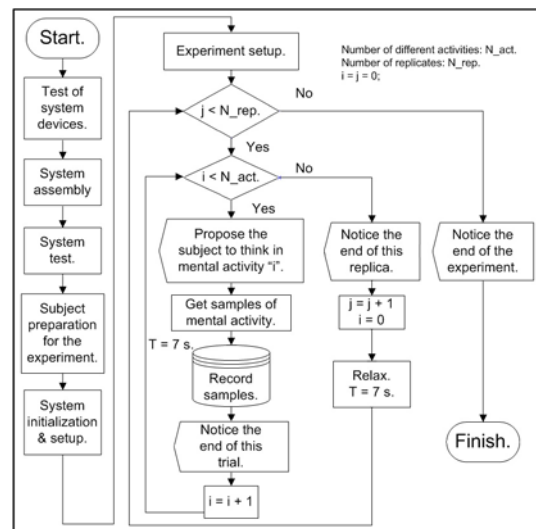 Start.
Test of
system
devices.
System
assembly
System
test.
Subject
preparation
for the
experiment.
System
initialization
& setup.
Experiment setup.
Number of different activities: N_act.
Number of replicates: N_rep.
i = j = 0;
j < N_rep.
No
Yes
i < N_act.
No
Yes
Propose the
subject to think in
mental activity "i".
Get samples of
mental activity.
T = 7 s.
Record
samples.
Notice the
end of this
trial.
i = i + 1
Notice the
end of this
replica.
j = j + 1
i = 0
Relax.
T = 7 s.
Notice the
end of the
experiment.
Finish.